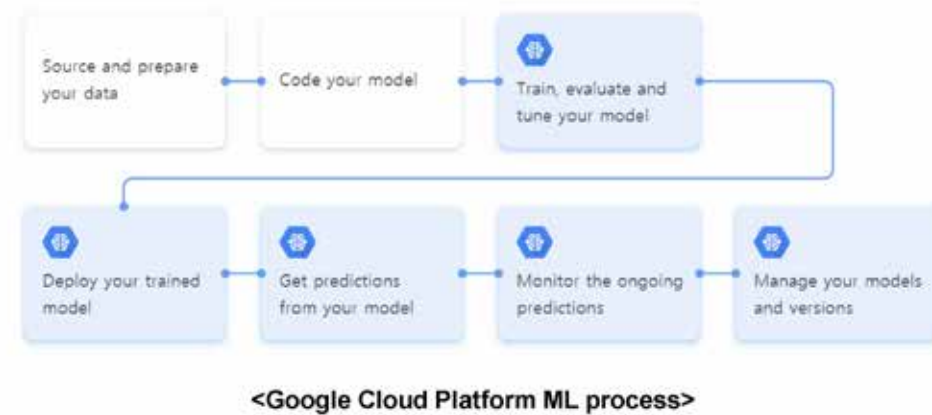 Source and prepare
your data
Code your model
Train, evaluate and
tune your model
Deploy your trained
model
Get predictions
from your model
Monitor the ongoing
predictions
Manage your models
and versions
<Google Cloud Platform ML process>